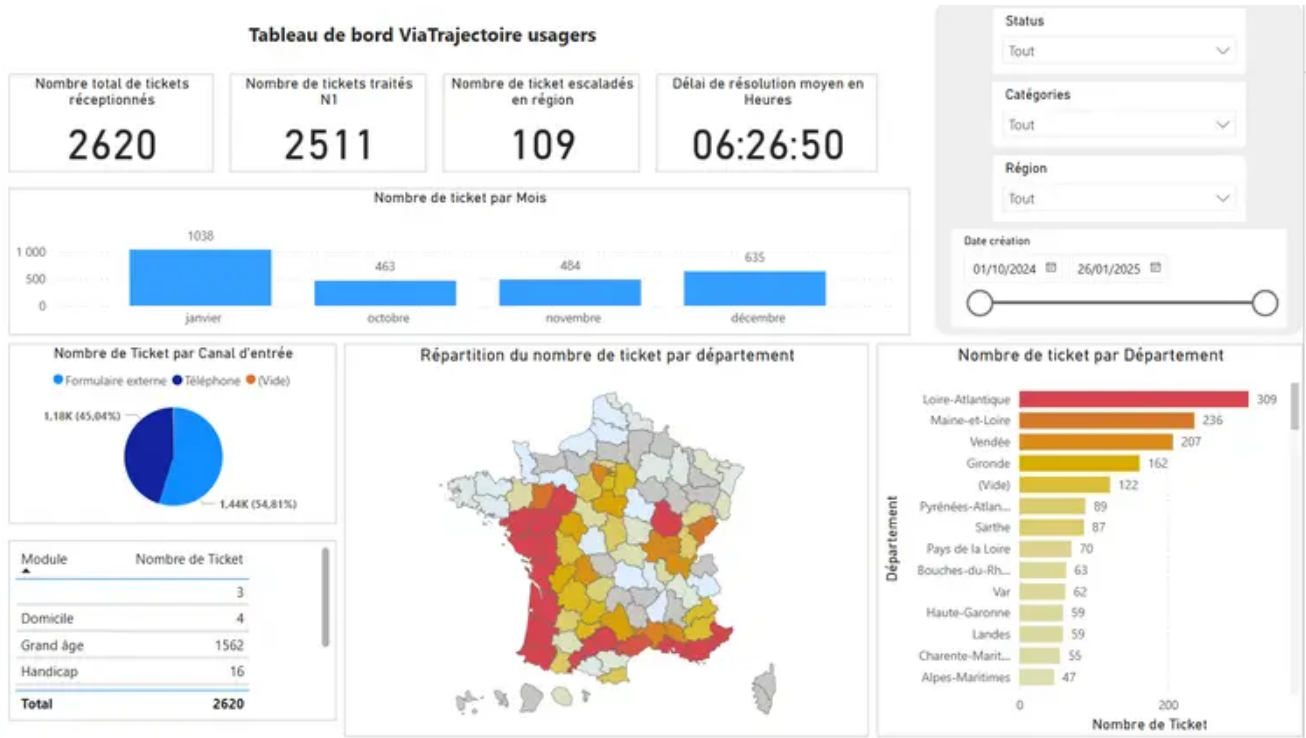 Tableau de bord ViaTrajectoire usagers
Nombre total de tickets
réceptionnés
2620
Nombre de tickets traités
N1
2511
Nombre de ticket escaladés
en région
109
Délai de résolution moyen en
Heures
06:26:50
Status
Tout
Catégories
Tout
Région
Tout
Date création
01/10/2024
26/01/2025
Nombre de ticket par Mois
1 000
500
0
1038
463
484
635
janvier
octobre
novembre
décembre
Nombre de Ticket par Canal d'entrée
Formulaire externe
Téléphone
(Vide)
1,18K (45,04%)
1,44K (54,81%)
Module
Nombre de Ticket
3
Domicile 4
Grand âge 1562
Handicap 16
Total 2620
Répartition du nombre de ticket par département
Nombre de ticket par Département
Département
Loire-Atlantique 309
Maine-et-Loire 236
Vendée 207
Gironde 162
(Vide) 122
Pyrénées-Atlan... 89
Sarthe 87
Pays de la Loire 70
Bouches-du-Rh... 63
Var 62
Haute-Garonne 59
Landes 59
Charente-Marit... 55
Alpes-Maritimes 47
0
200
Nombre de Ticket